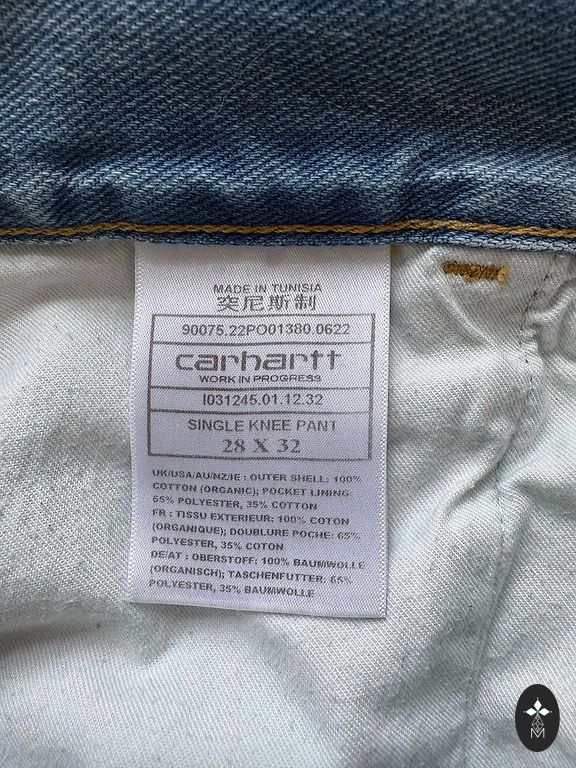 MADE IN TUNISIA
突尼斯制
90075.22PO01380.0622
carhartt
WORK IN PROGRESS
I031245.01.12.32
SINGLE KNEE PANT
28 X 32
UK/USA/AU/NZ/IE : OUTER SHELL: 100%
COTTON (ORGANIC); POCKET LINING:
65% POLYESTER, 35% COTTON
FR : TISSU EXTERIEUR: 100% COTON
(ORGANIQUE); DOUBLURE POCHE: 65%
POLYESTER, 35% COTON
DE/AT : OBERSTOFF: 100% BAUMWOLLE
(ORGANISCH); TASCHENFUTTER: 65%
POLYESTER, 35% BAUMWOLLE